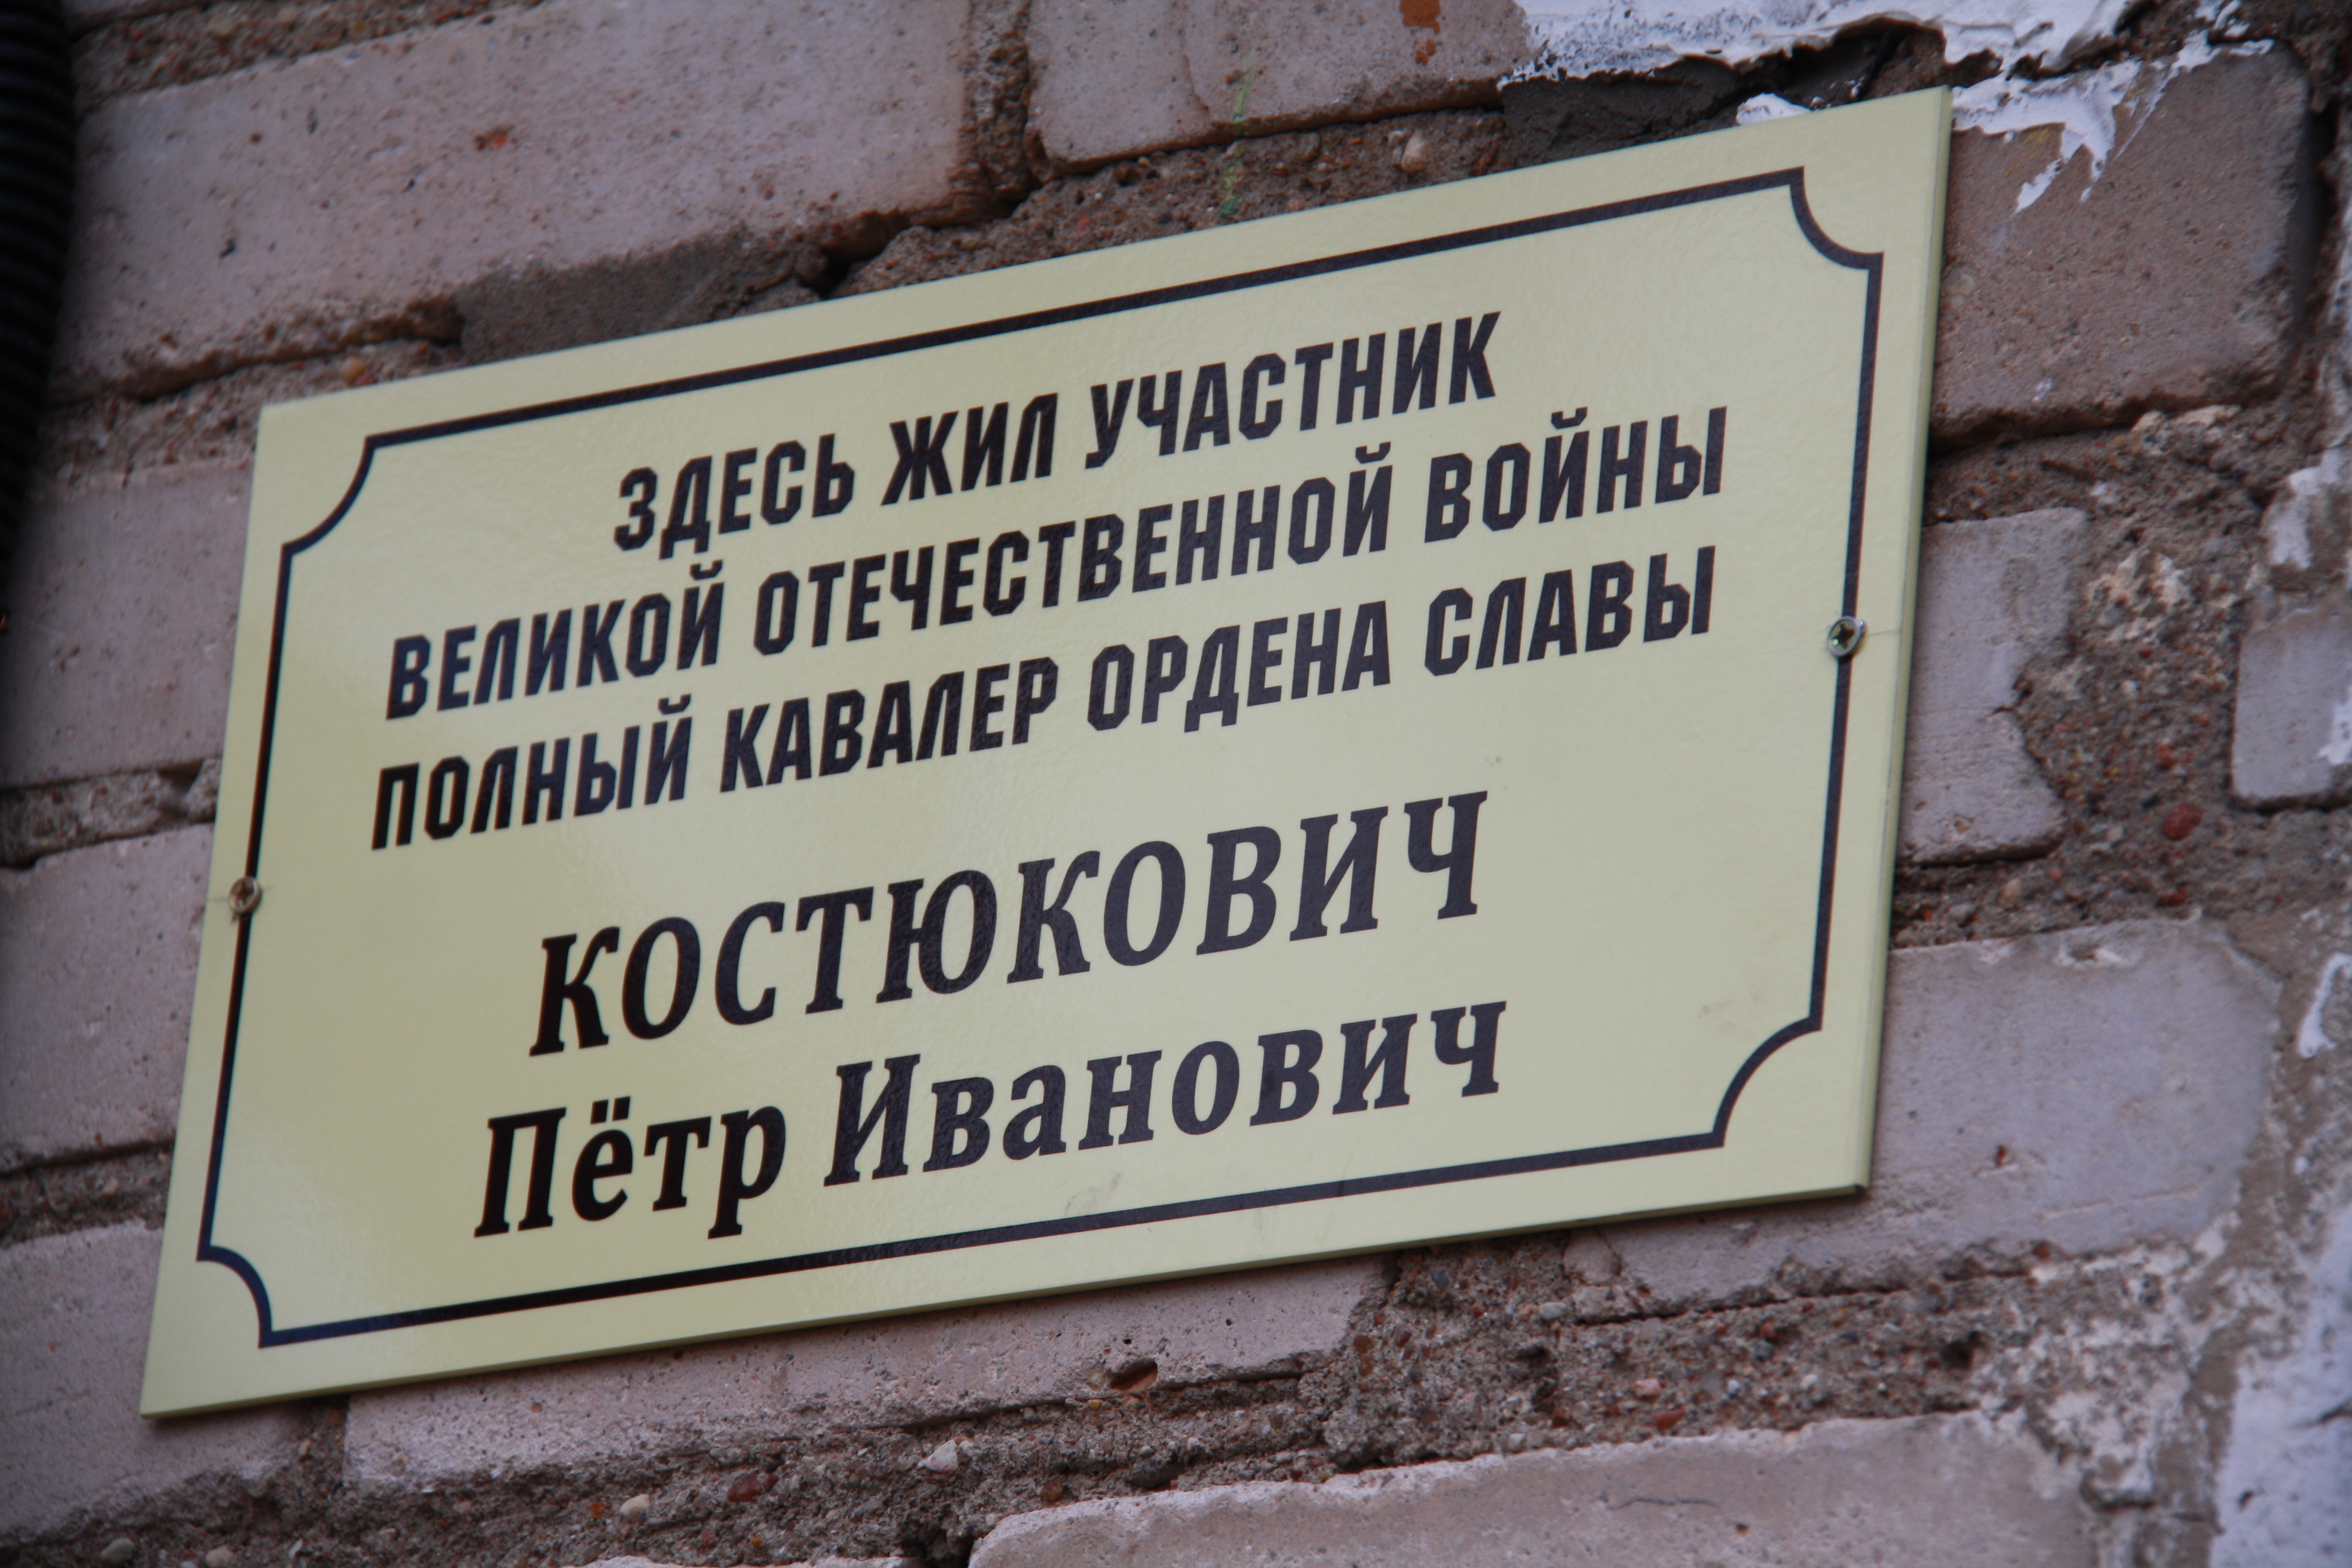 ЗДЕСЬ ЖИЛ УЧАСТНИК
ВЕЛИКОЙ ОТЕЧЕСТВЕННОЙ ВОЙНЫ
ПОЛНЫЙ КАВАЛЕР ОРДЕНА СЛАВЫ
КОСТЮКОВИЧ
Пётр Иванович